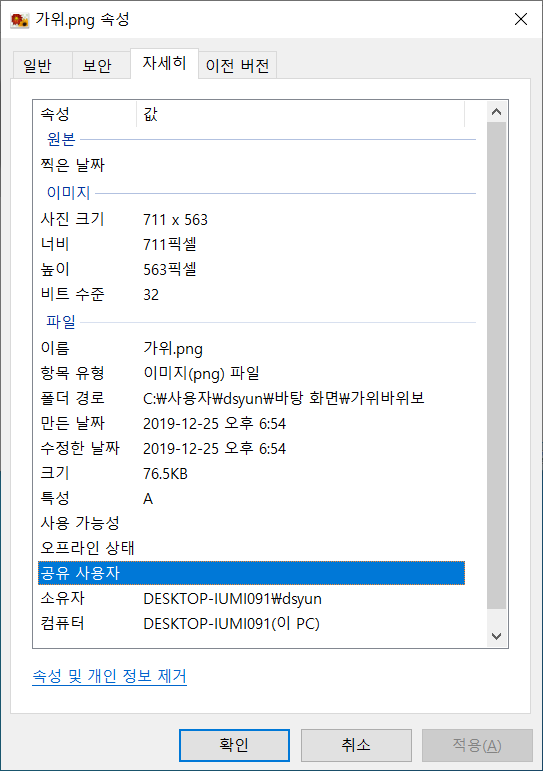 가위.png 속성
일반 보안 자세히 이전 버전
속성 값
원본
찍은 날짜
이미지
사진 크기 711 x 563
너비 711픽셀
높이 563픽셀
비트 수준 32
파일
이름 가위.png
항목 유형 이미지(png) 파일
폴더 경로 C:₩사용자₩dsyun₩바탕 화면₩가위바위보
만든 날짜 2019-12-25 오후 6:54
수정한 날짜 2019-12-25 오후 6:54
크기 76.5KB
특성 A
사용 가능성
오프라인 상태
공유 사용자
소유자 DESKTOP-IUMI091₩dsyun
컴퓨터 DESKTOP-IUMI091(이 PC)
속성 및 개인 정보 제거
확인 취소 적용(A)